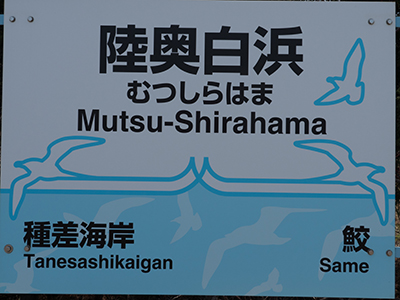 陸奥白浜
むつしらはま
Mutsu-Shirahama
種差海岸
Tanesashikaigan
鮫
Same